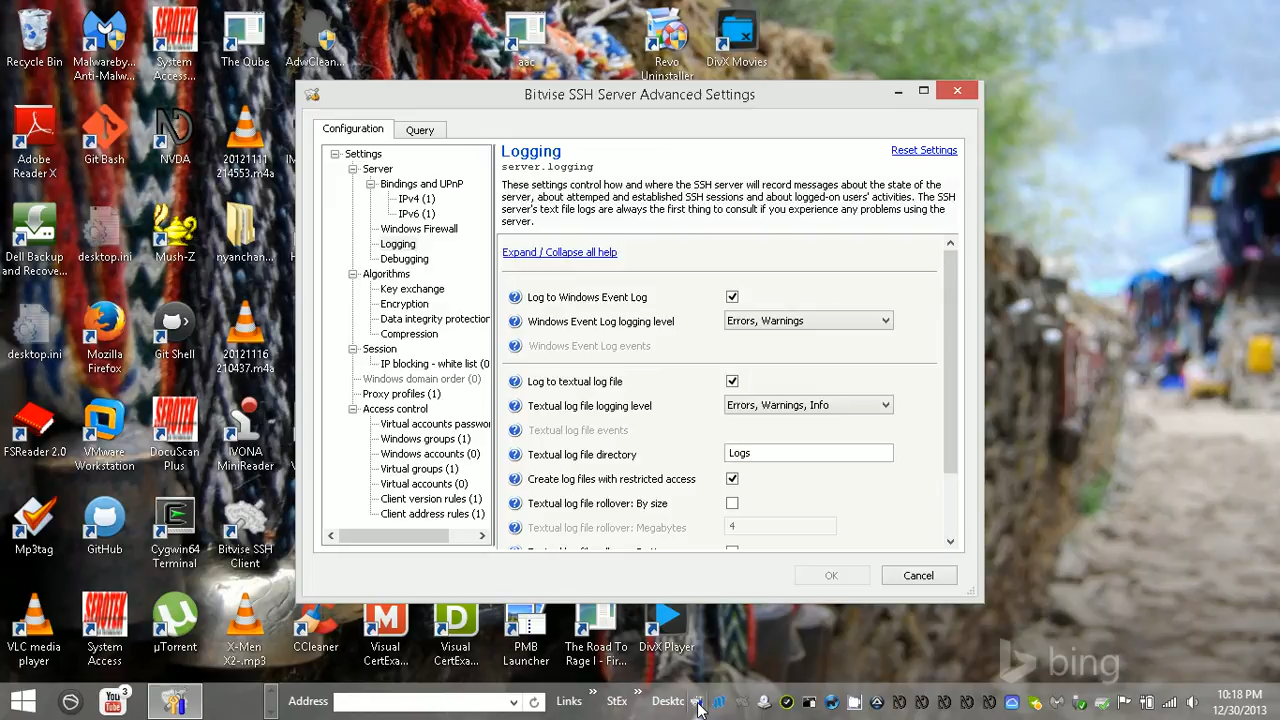 Recycle Bin
Malwareby...
Anti-Malw...
System
Access...
The Qube
AdwClean...
aac
Revo
Uninstaller
DivX Movies
Bitvise SSH Server Advanced Settings
Configuration
Query
Adobe
Reader X
Git Bash
NVDA
20121111
214553.m4a
Dell Backup
and Recove...
desktop.ini
Mush-Z
nyanchan...
desktop.ini
Mozilla
Firefox
Git Shell
20121116
210437.m4a
FSReader 2.0
VMware
Workstation
DocuScan
Plus
IVONA
MiniReader
Mp3tag
GitHub
Cygwin64
Terminal
Bitvise SSH
Client
VLC media
player
System
Access
µTorrent
X-Men
X2-.mp3
CCleaner
Visual
CertExa...
Visual
CertExa...
PMB
Launcher
The Road To
Rage I - Fir...
DivX Player
Settings
Server
Bindings and UPnP
IPv4 (1)
IPv6 (1)
Windows Firewall
Logging
Debugging
Algorithms
Key exchange
Encryption
Data integrity protection
Compression
Session
IP blocking - white list (0
Windows domain order (0)
Proxy profiles (1)
Access control
Virtual accounts passwo
Windows groups (1)
Windows accounts (0)
Virtual groups (1)
Virtual accounts (0)
Client version rules (1)
Client address rules (1)
Logging
Reset Settings
server.logging
These settings control how and where the SSH server will record messages about the state of the
server, about attemped and established SSH sessions and about logged-on users' activities. The SSH
server's text file logs are always the first thing to consult if you experience any problems using the
server.
Expand / Collapse all help
Log to Windows Event Log
Windows Event Log logging level Errors, Warnings
Windows Event Log events
Log to textual log file
Textual log file logging level Errors, Warnings, Info
Textual log file events
Textual log file directory Logs
Create log files with restricted access
Textual log file rollover: By size
Textual log file rollover: Megabytes 4
OK
Cancel
bing
Address
Links
StEx
Deskto
10:18 PM
12/30/2013